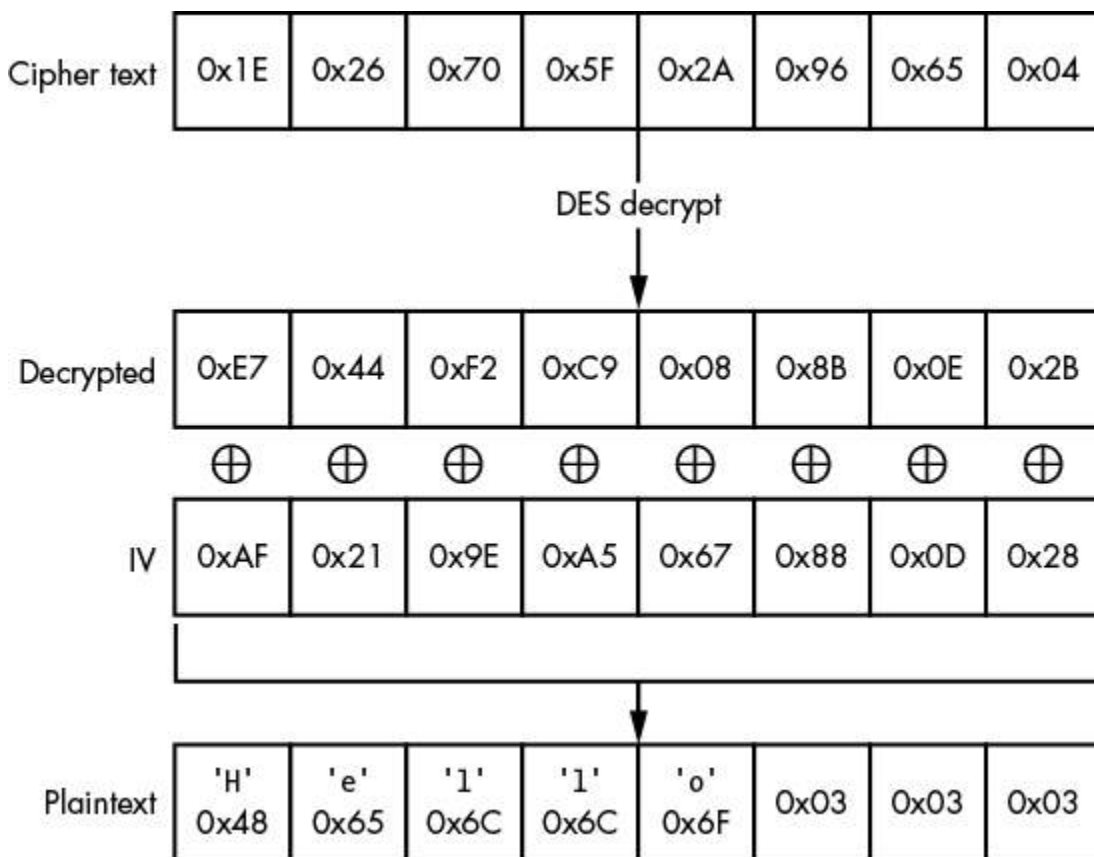 Cipher text 0x1E 0x26 0x70 0x5F 0x2A 0x96 0x65 0x04
DES decrypt
Decrypted 0xE7 0x44 0xF2 0xC9 0x08 0x8B 0x0E 0x2B
⊕ ⊕ ⊕ ⊕ ⊕ ⊕ ⊕ ⊕
IV 0xAF 0x21 0x9E 0xA5 0x67 0x88 0x0D 0x28
'H' 'e' 'l' 'l' 'o'
Plaintext 0x48 0x65 0x6C 0x6C 0x6F 0x03 0x03 0x03